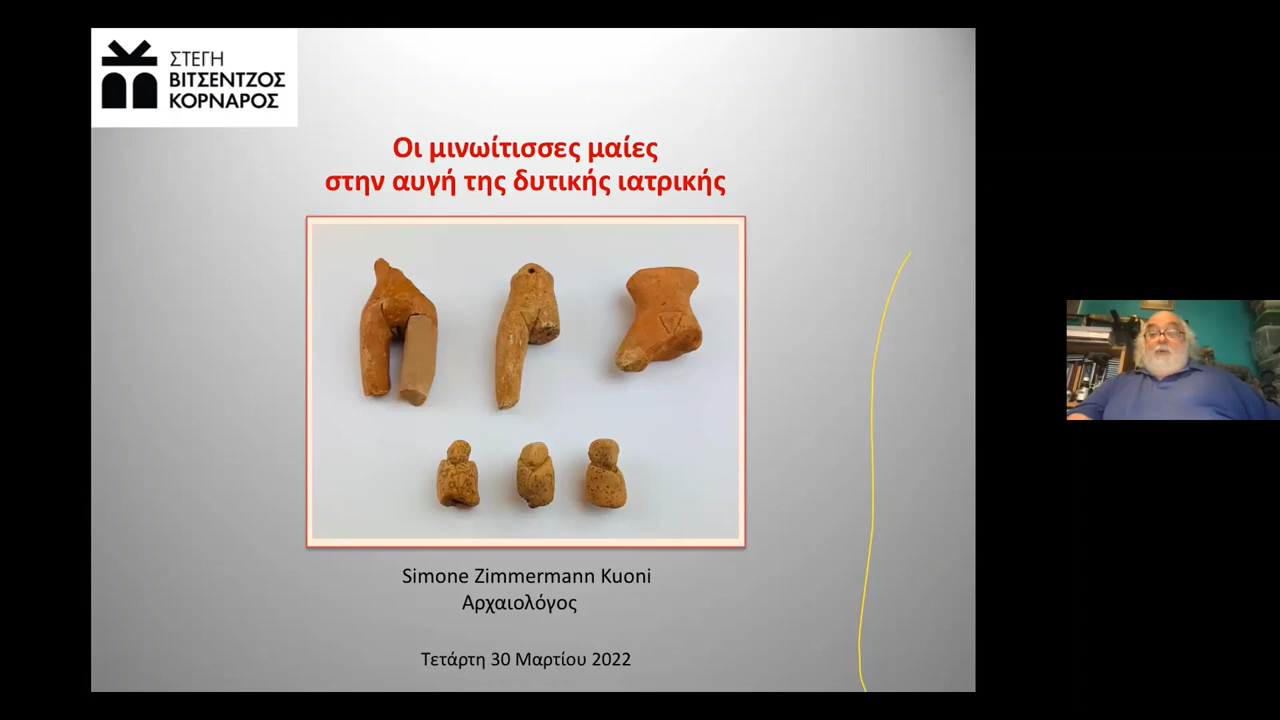 ΣΤΕΓΗ
ΒΙΤΣΕΝΤΖΟΣ
ΚΟΡΝΑΡΟΣ
Οι μινωίτισσες μαίες
στην αυγή της δυτικής ιατρικής
Simone Zimmermann Kuoni
Αρχαιολόγος
Τετάρτη 30 Μαρτίου 2022